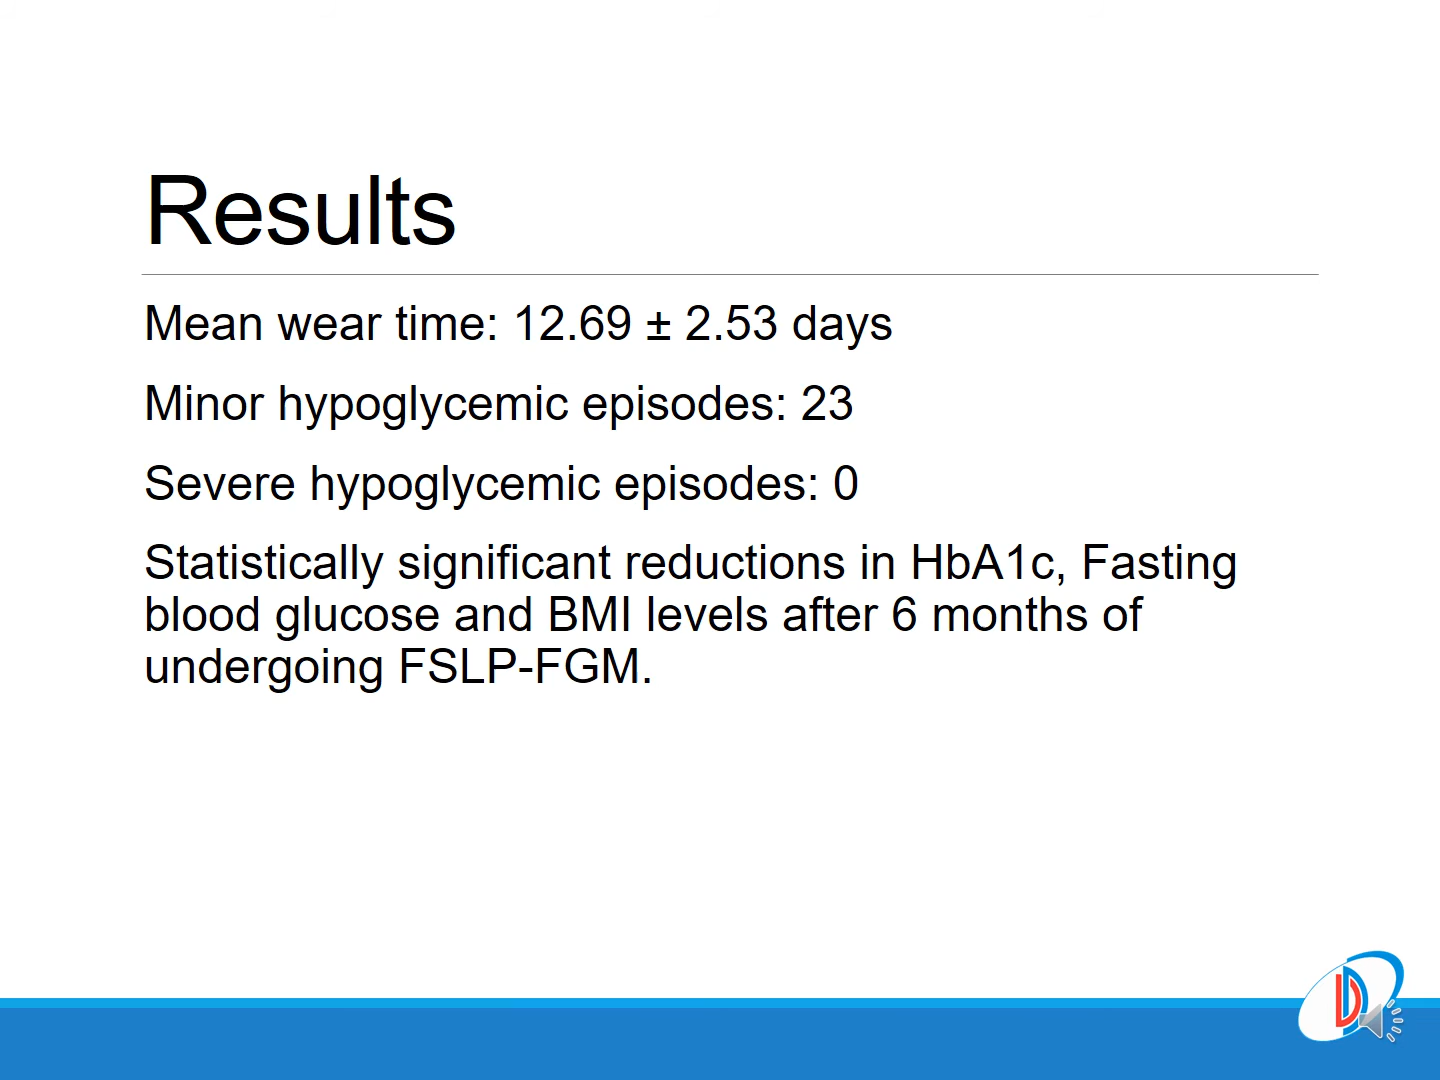 Results
Mean wear time: 12.69 ± 2.53 days
Minor hypoglycemic episodes: 23
Severe hypoglycemic episodes: 0
Statistically significant reductions in HbA1c, Fasting
blood glucose and BMI levels after 6 months of
undergoing FSLP-FGM.